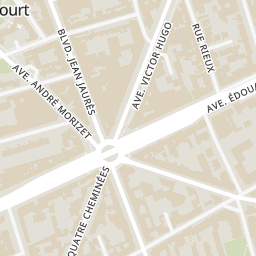 ourt
BLVD. JEAN JAURÈS
AVE. VICTOR HUGO
RUE RIEUX
AVE. ANDRÉ MORIZET
AVE. ÉDOUA
QUATRE CHEMINÉES